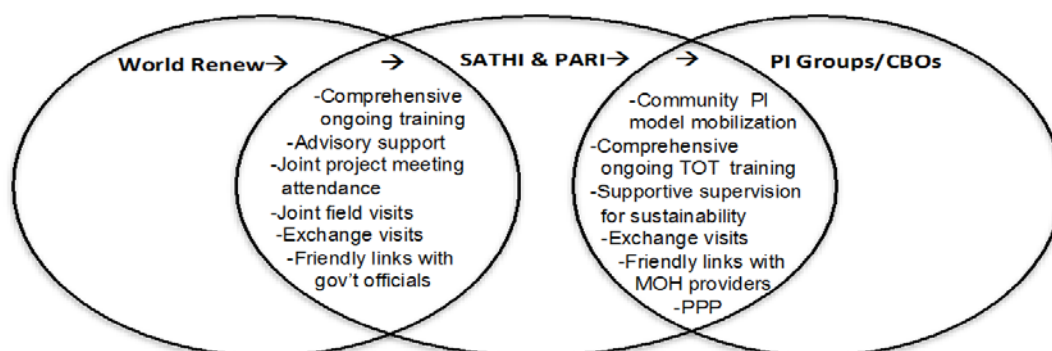 World Renew→ → SATHI & PARI→ → PI Groups/CBOs
-Comprehensive
ongoing training
-Advisory support
-Joint project meeting
attendance
-Joint field visits
-Exchange visits
-Friendly links with
gov't officials
-Community PI
model mobilization
-Comprehensive
ongoing TOT training
-Supportive supervision
for sustainability
-Exchange visits
-Friendly links with
MOH providers
-PPP